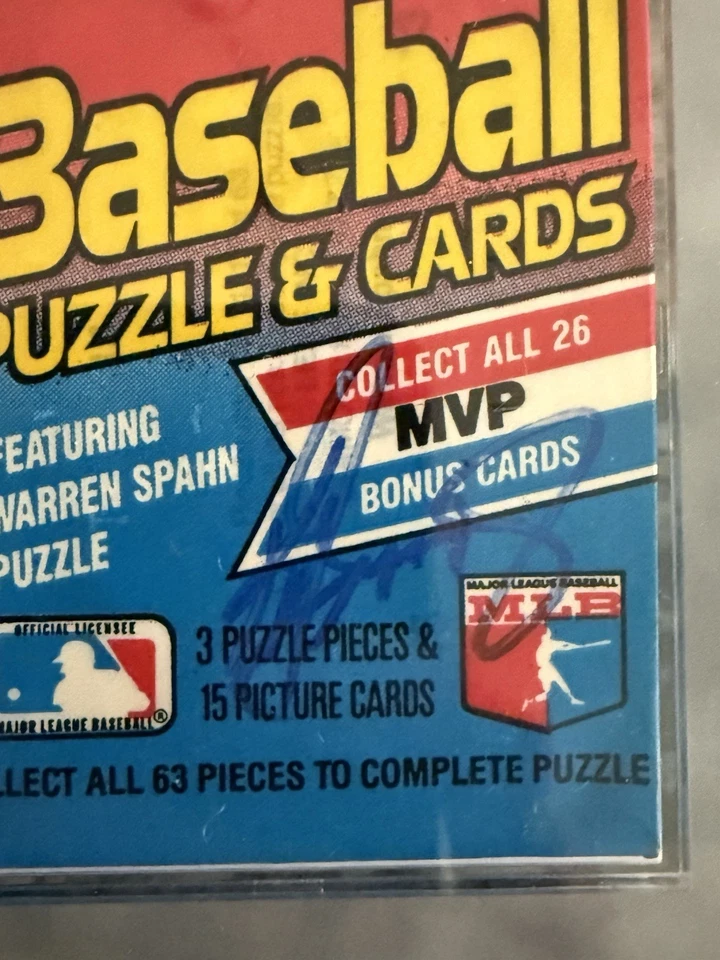 Baseball
PUZZLE & CARDS
COLLECT ALL 26
MVP
BONUS CARDS
FEATURING
WARREN SPAHN
PUZZLE
OFFICIAL LICENSEE
MAJOR LEAGUE BASEBALL®
3 PUZZLE PIECES &
15 PICTURE CARDS
MAJOR LEAGUE BASEBALL
MLB
LLECT ALL 63 PIECES TO COMPLETE PUZZLE